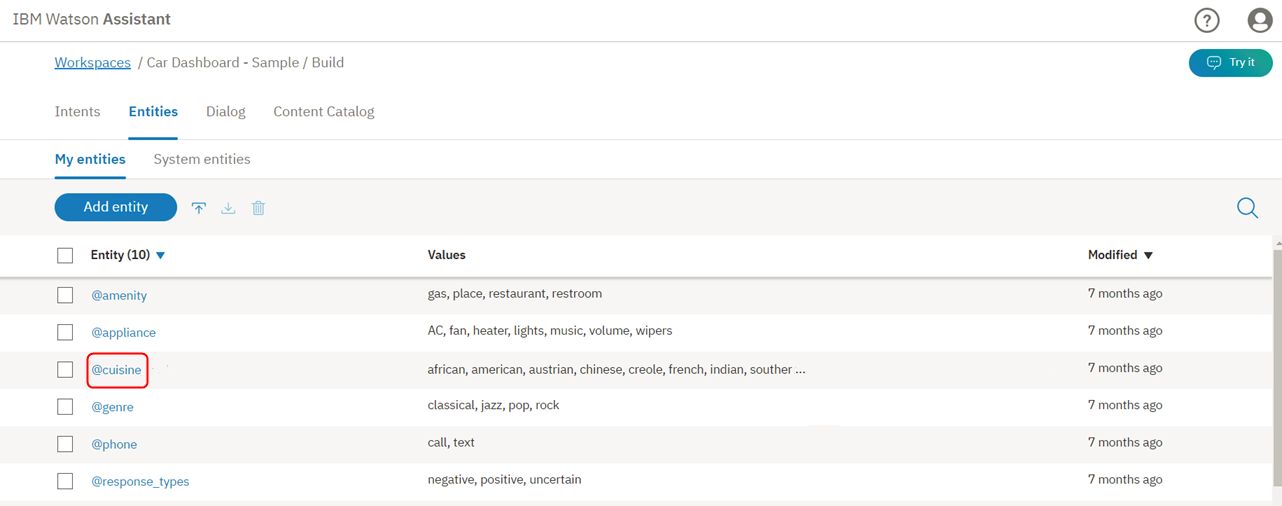 IBM Watson Assistant
Workspaces / Car Dashboard - Sample / Build
Try it
Intents Entities Dialog Content Catalog
My entities System entities
Add entity
Entity (10) Values Modified
@amenity gas, place, restaurant, restroom 7 months ago
@appliance AC, fan, heater, lights, music, volume, wipers 7 months ago
@cuisine african, american, austrian, chinese, creole, french, indian, souther ... 7 months ago
@genre classical, jazz, pop, rock 7 months ago
@phone call, text 7 months ago
@response_types negative, positive, uncertain 7 months ago